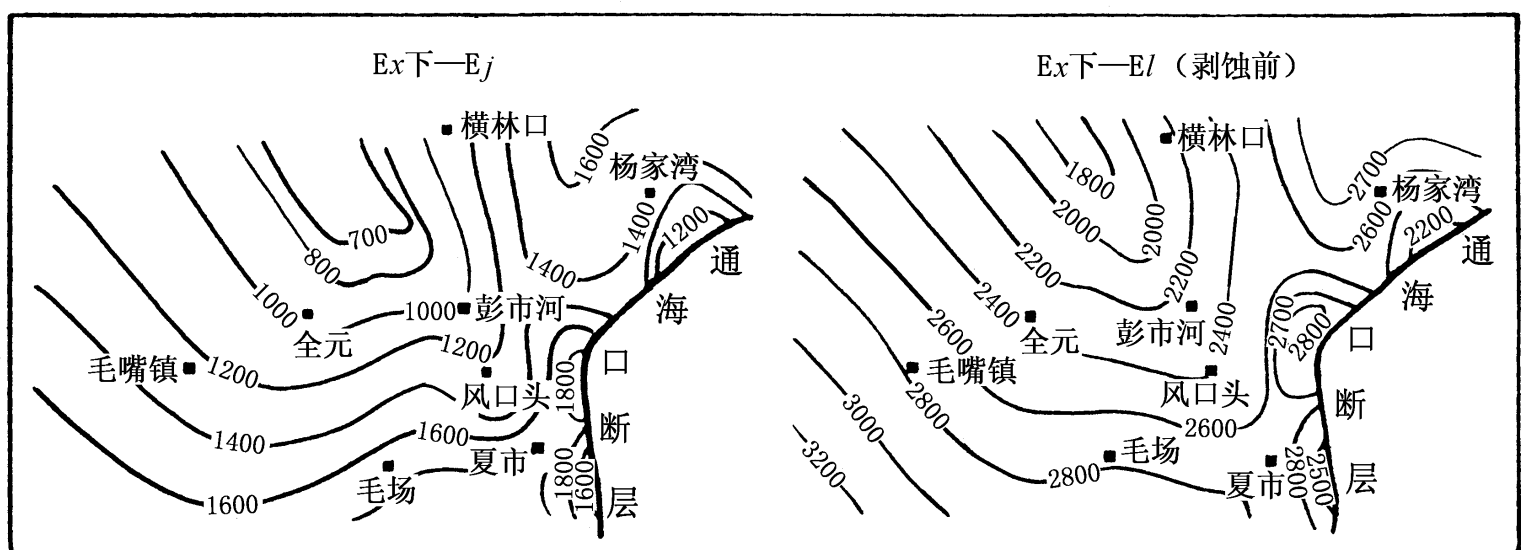 Ex下—Ej
横林口
1600
杨家湾
700
800
1400
1200
1400
通
1000
海
1000
彭市河
全元
1200
口
毛嘴镇
1200
风口头
1800
断
1400
1600
夏市
毛场
1800
1600
层
1600
Ex下—El（剥蚀前）
横林口
1800
2700
杨家湾
2000
2000
2600
2200
通
2200
2200
海
2400
2600
全元
彭市河
2400
2700
2800
口
毛嘴镇
风口头
2800
断
3000
2600
毛场
3200
2800
夏市
2800
2500
层